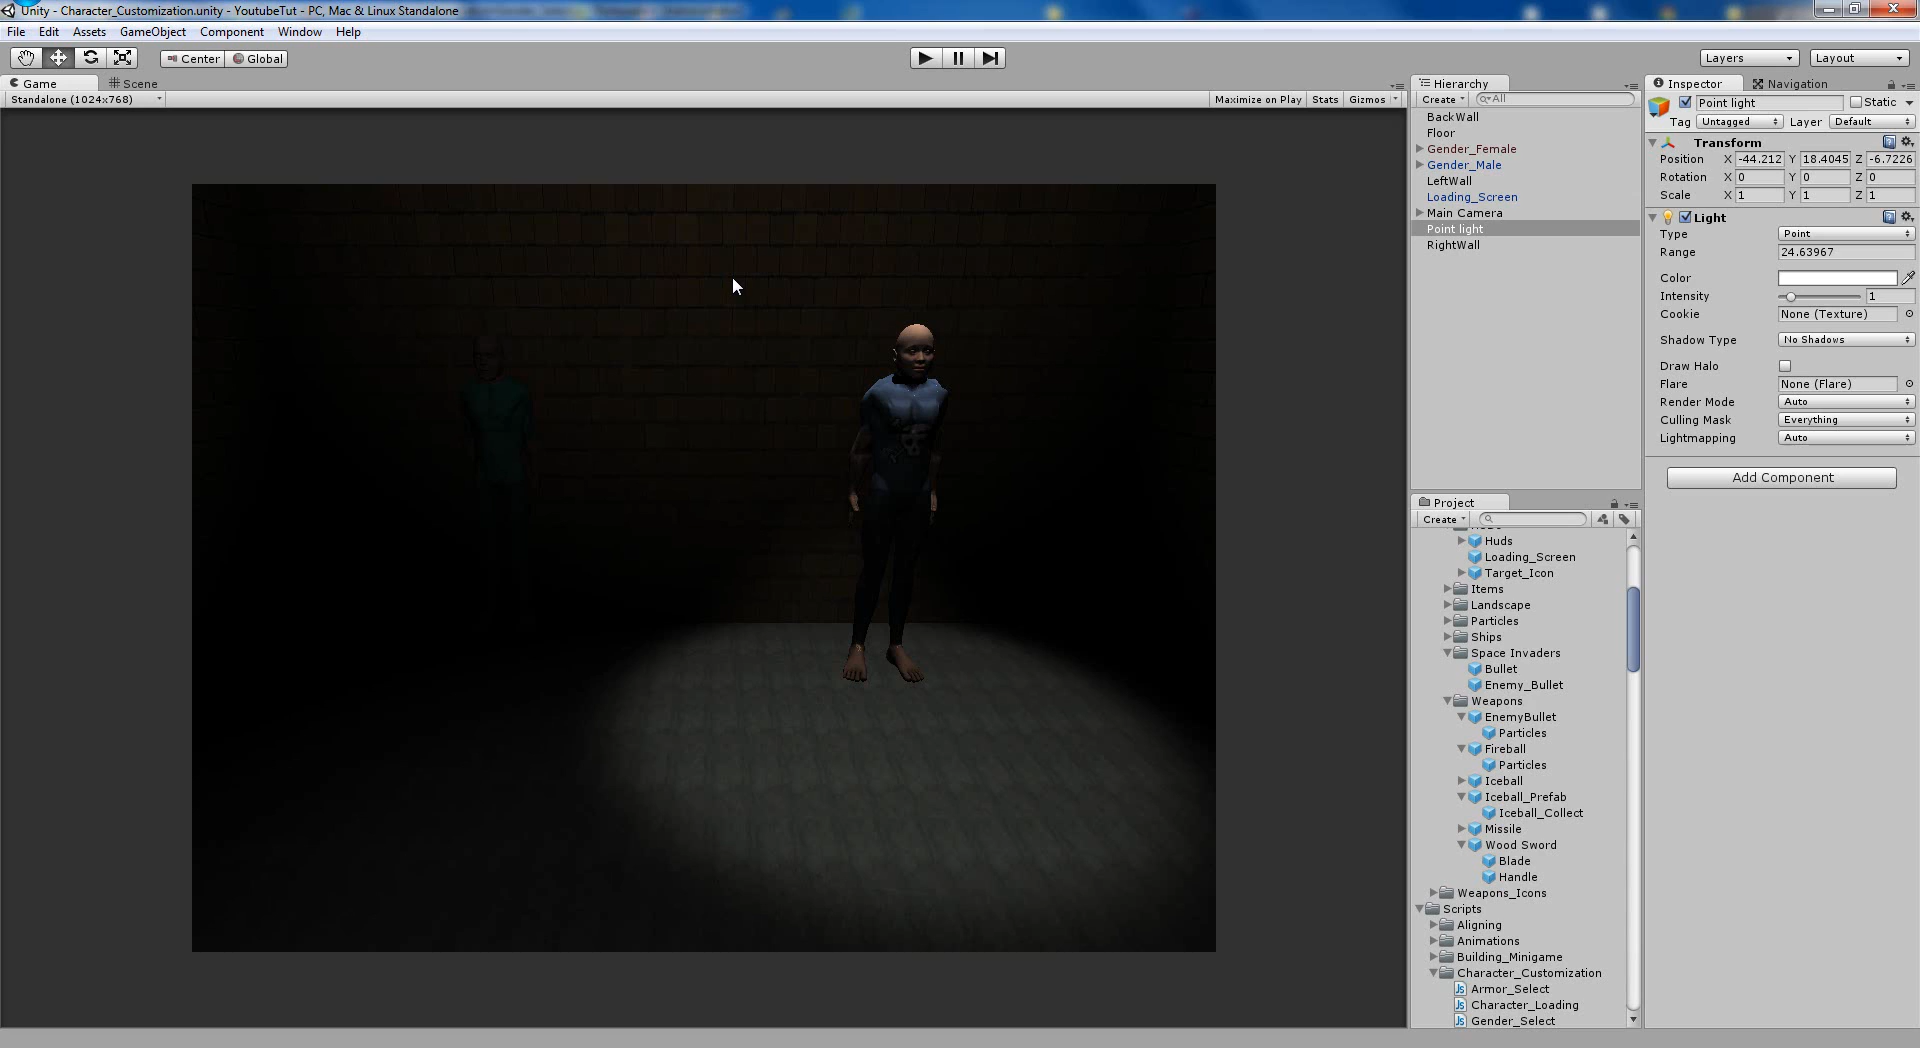 Unity - Character_Customization.unity - YoutubeTut - PC, Mac & Linux Standalone
File Edit Assets GameObject Component Window Help
Center Global Layers Layout
Game Scene
Standalone (1024x768) Maximize on Play Stats Gizmos
Hierarchy
Create All
BackWall
Floor
Gender_Female
Gender_Male
LeftWall
Loading_Screen
Main Camera
Point light
RightWall
Project
Create
Huds
Loading_Screen
Target_Icon
Items
Landscape
Particles
Ships
Space Invaders
Bullet
Enemy_Bullet
Weapons
EnemyBullet
Particles
Fireball
Particles
Iceball
Iceball_Prefab
Iceball_Collect
Missile
Wood Sword
Blade
Handle
Weapons_Icons
Scripts
Aligning
Animations
Building_Minigame
Character_Customization
Js Armor_Select
Js Character_Loading
Js Gender_Select
Inspector Navigation
Point light Static
Tag Untagged Layer Default
Transform
Position X -44.212 Y 18.4045 Z -6.7226
Rotation X 0 Y 0 Z 0
Scale X 1 Y 1 Z 1
Light
Type Point
Range 24.63967
Color
Intensity 1
Cookie None (Texture)
Shadow Type No Shadows
Draw Halo
Flare None (Flare)
Render Mode Auto
Culling Mask Everything
Lightmapping Auto
Add Component